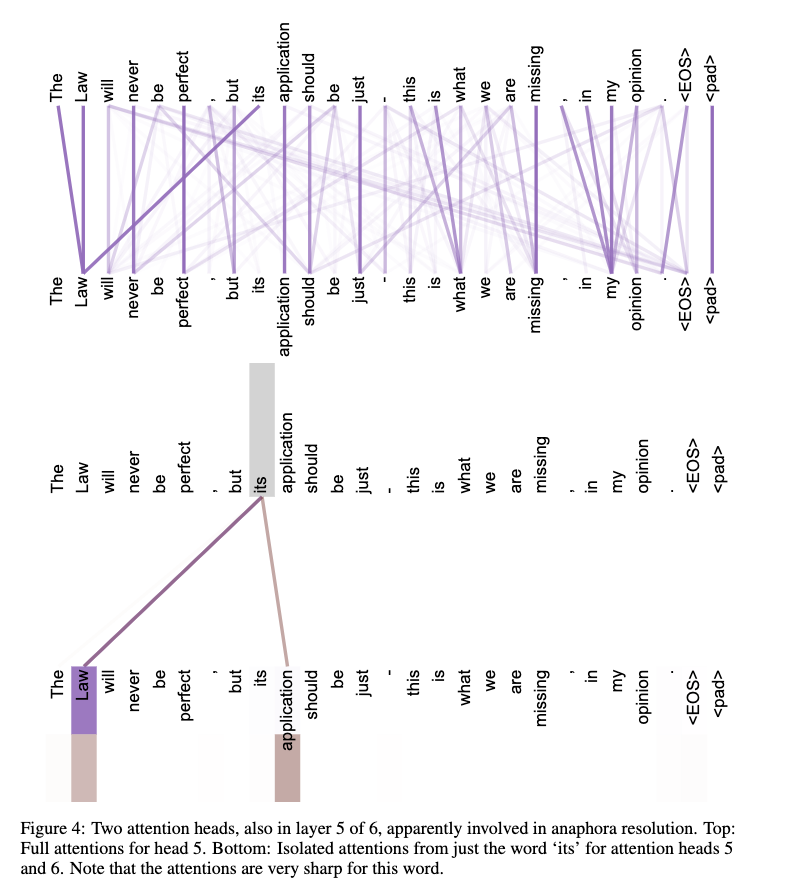 The Law will never be perfect , but its application should be just - this is what we are missing , in my opinion . <EOS> <pad>
The Law will never be perfect , but its application should be just - this is what we are missing , in my opinion . <EOS> <pad>
The Law will never be perfect , but its application should be just - this is what we are missing , in my opinion . <EOS> <pad>
The Law will never be perfect , but its application should be just - this is what we are missing , in my opinion . <EOS> <pad>
Figure 4: Two attention heads, also in layer 5 of 6, apparently involved in anaphora resolution. Top:
Full attentions for head 5. Bottom: Isolated attentions from just the word ‘its’ for attention heads 5
and 6. Note that the attentions are very sharp for this word.